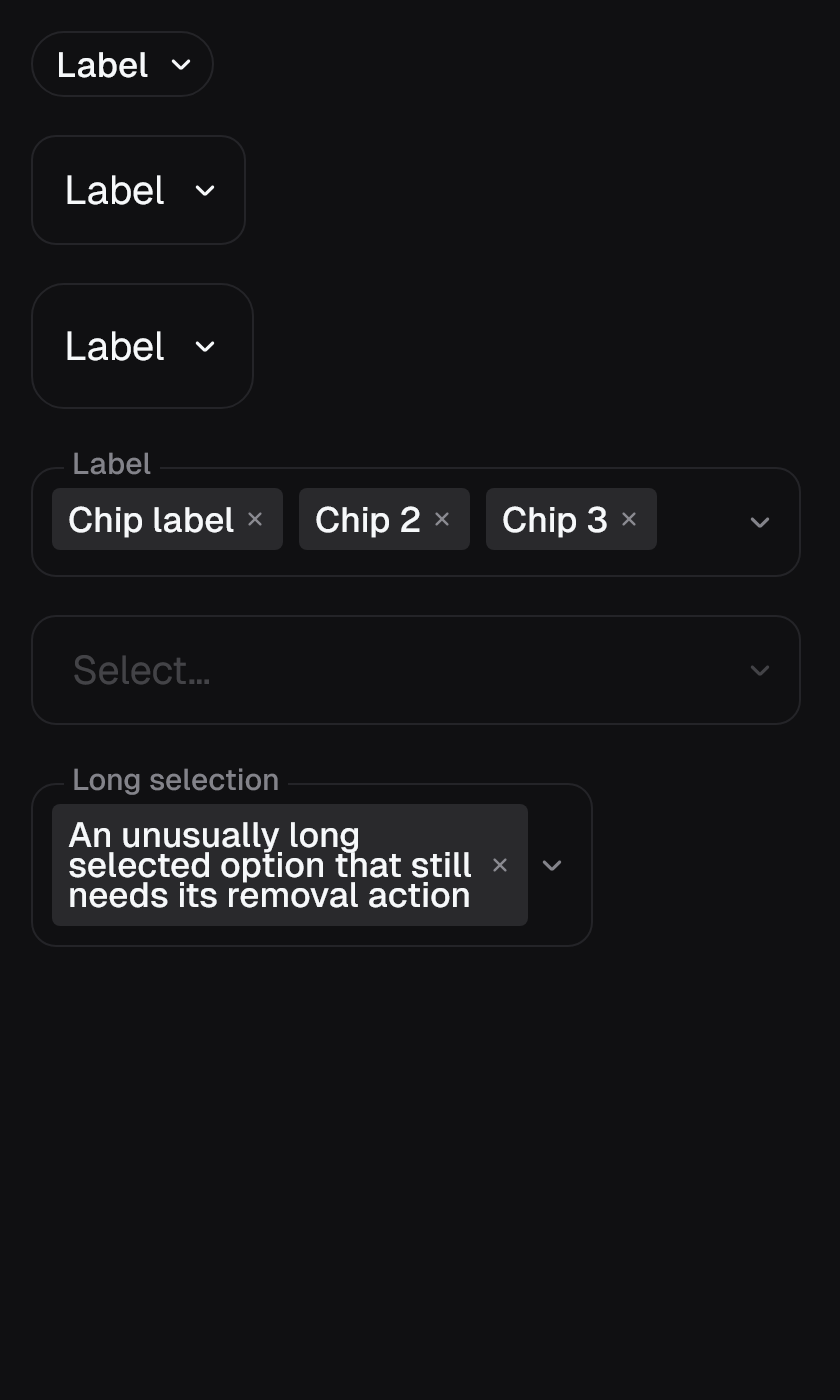 Label
Label
Label
Label
Chip label × Chip 2 × Chip 3 ×
Select...
Long selection
An unusually long
selected option that still ×
needs its removal action